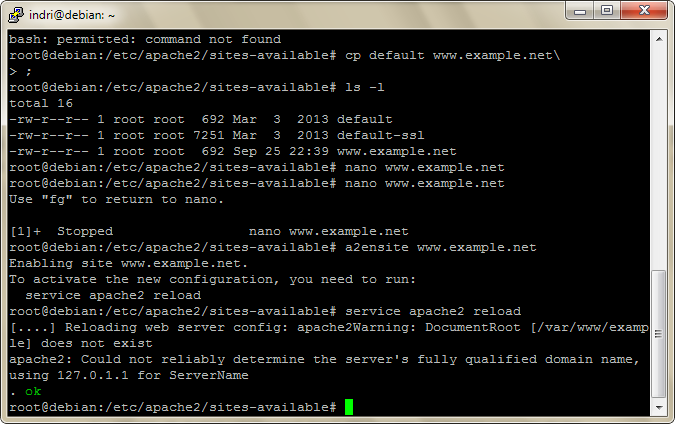 indri@debian: ~
bash: permitted: command not found
root@debian:/etc/apache2/sites-available# cp default www.example.net\
> ;
root@debian:/etc/apache2/sites-available# ls -l
total 16
-rw-r--r-- 1 root root  692 Mar  3  2013 default
-rw-r--r-- 1 root root 7251 Mar  3  2013 default-ssl
-rw-r--r-- 1 root root  692 Sep 25 22:39 www.example.net
root@debian:/etc/apache2/sites-available# nano www.example.net
root@debian:/etc/apache2/sites-available# nano www.example.net
Use "fg" to return to nano.
[1]+  Stopped                 nano www.example.net
root@debian:/etc/apache2/sites-available# a2ensite www.example.net
Enabling site www.example.net.
To activate the new configuration, you need to run:
  service apache2 reload
root@debian:/etc/apache2/sites-available# service apache2 reload
[....] Reloading web server config: apache2Warning: DocumentRoot [/var/www/examp
le] does not exist
apache2: Could not reliably determine the server's fully qualified domain name,
using 127.0.1.1 for ServerName
. ok
root@debian:/etc/apache2/sites-available#